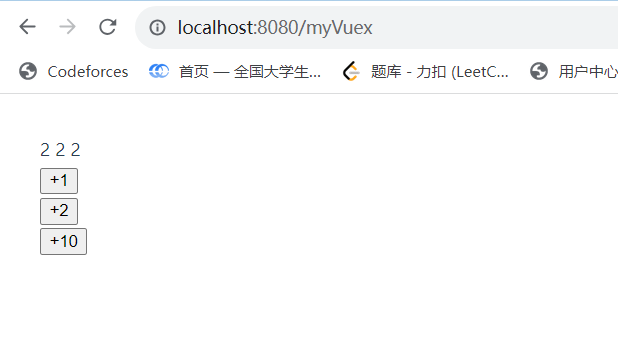 localhost:8080/myVuex
Codeforces 首页 — 全国大学生... 题库 - 力扣 (LeetC... 用户中心
2 2 2
+1
+2
+10